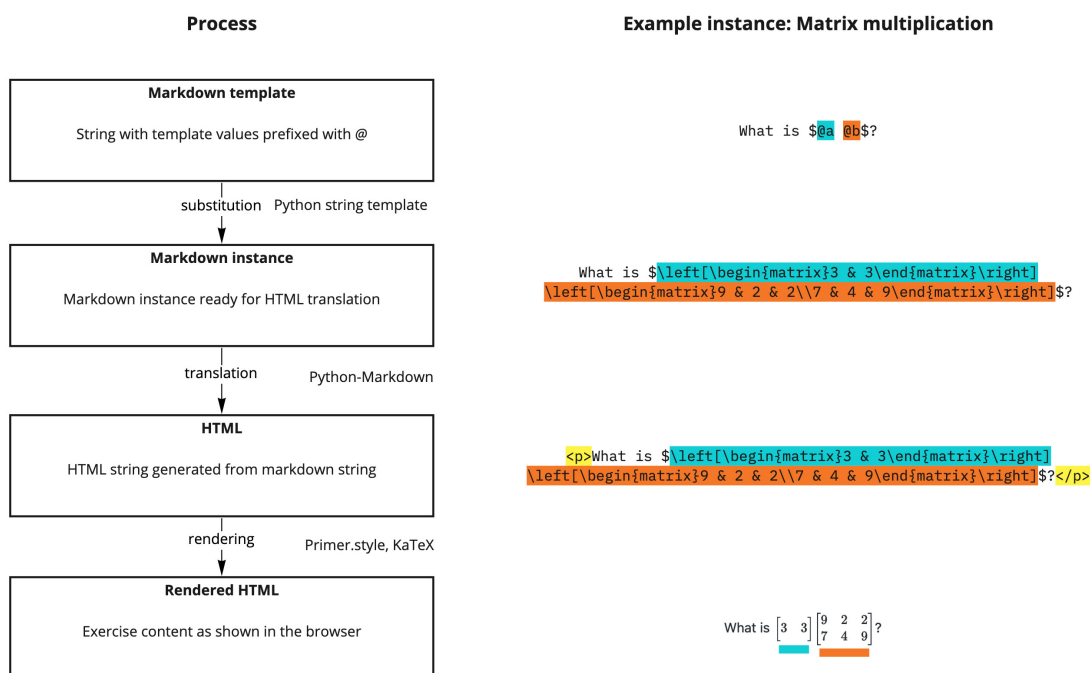 Process
Example instance: Matrix multiplication
Markdown template
String with template values prefixed with @
What is $@a @b$?
substitution
Python string template
Markdown instance
Markdown instance ready for HTML translation
What is $\left[\begin{matrix}3 & 3\end{matrix}\right]
\left[\begin{matrix}9 & 2 & 2\\7 & 4 & 9\end{matrix}\right]$?
translation
Python-Markdown
HTML
HTML string generated from markdown string
<p>What is $\left[\begin{matrix}3 & 3\end{matrix}\right]
\left[\begin{matrix}9 & 2 & 2\\7 & 4 & 9\end{matrix}\right]$?</p>
rendering
Primer.style, KaTeX
Rendered HTML
Exercise content as shown in the browser
What is [3 3] [9 2 2
7 4 9]?